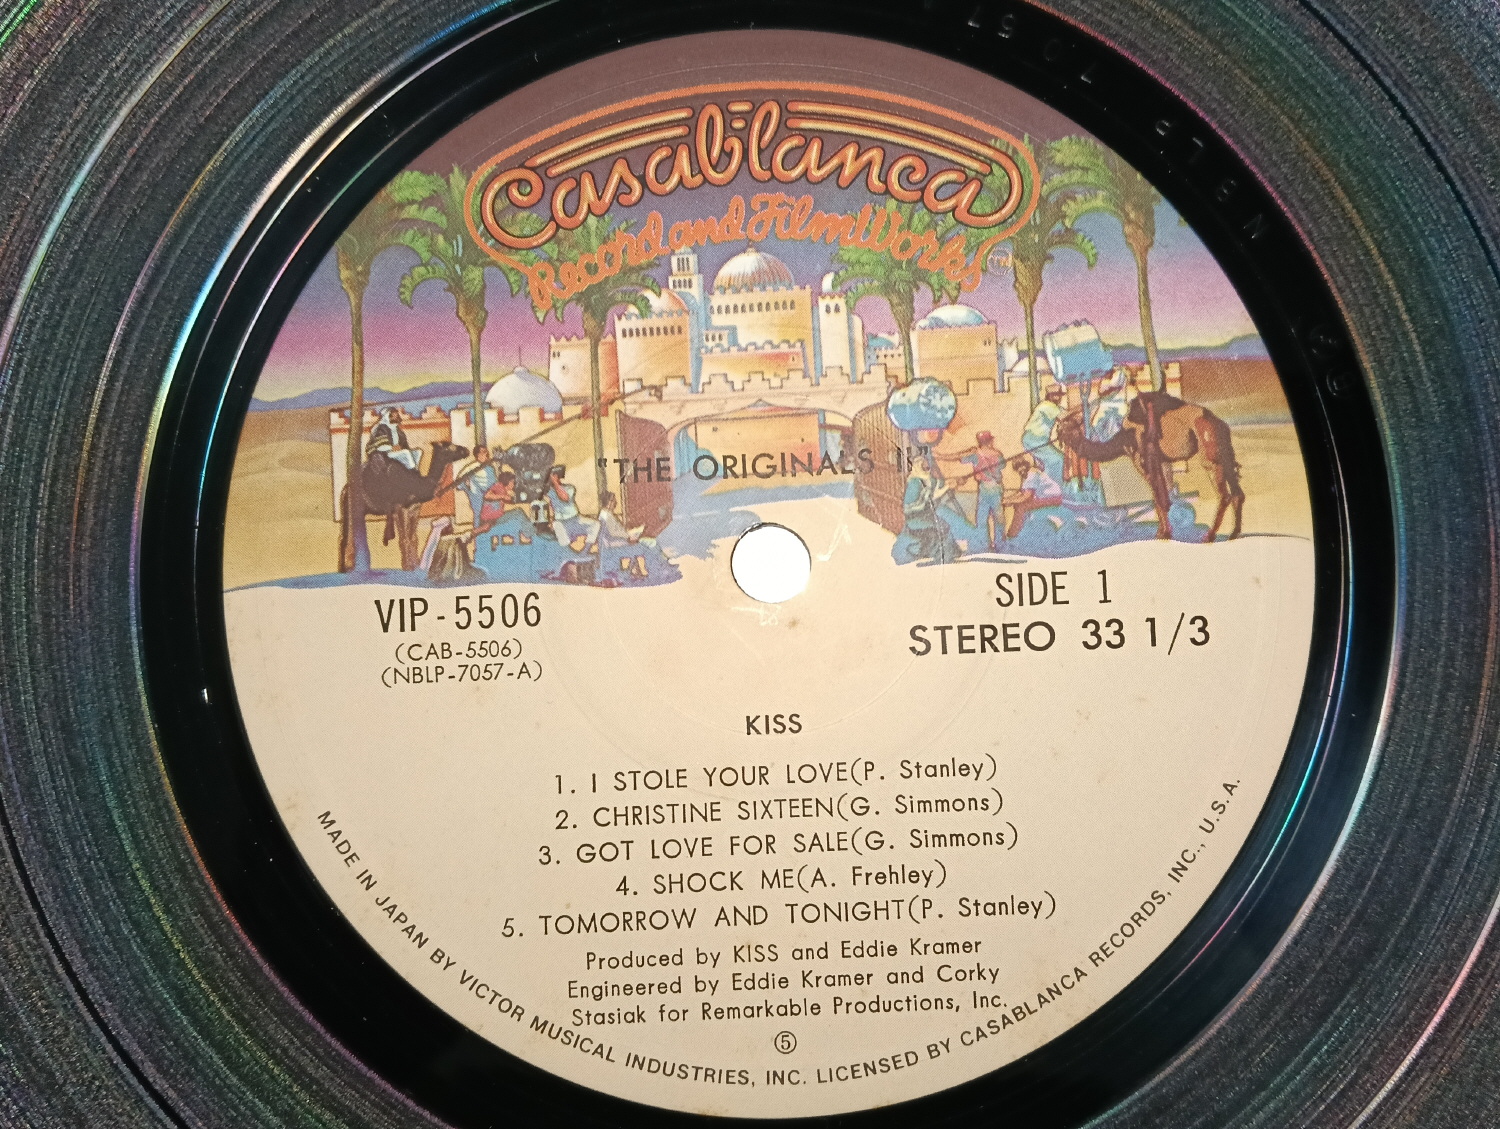 Casablanca
Record and FilmWorks TM
"THE ORIGINALS II"
VIP-5506
(CAB-5506)
(NBLP-7057-A)
SIDE 1
STEREO 33 1/3
KISS
1. I STOLE YOUR LOVE(P. Stanley)
2. CHRISTINE SIXTEEN(G. Simmons)
3. GOT LOVE FOR SALE(G. Simmons)
4. SHOCK ME(A. Frehley)
5. TOMORROW AND TONIGHT(P. Stanley)
Produced by KISS and Eddie Kramer
Engineered by Eddie Kramer and Corky
Stasiak for Remarkable Productions, Inc.
⑤
MADE IN JAPAN BY VICTOR MUSICAL INDUSTRIES, INC. LICENSED BY CASABLANCA RECORDS, INC., U.S.A.